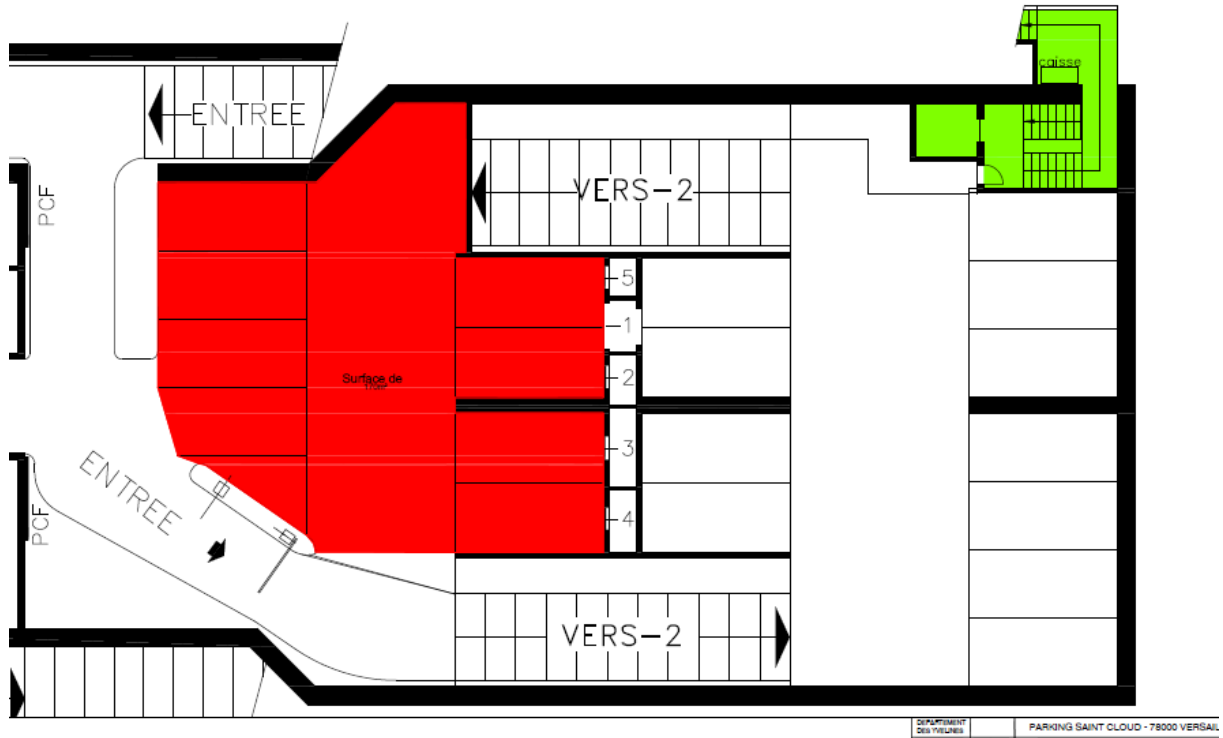 caisse
ENTREE
PCF
VERS-2
5
1
2
Surface de
170m²
3
ENTREE
PCF
4
VERS-2
DEPARTEMENT
DES YVELINES
PARKING SAINT CLOUD - 78000 VERSAIL